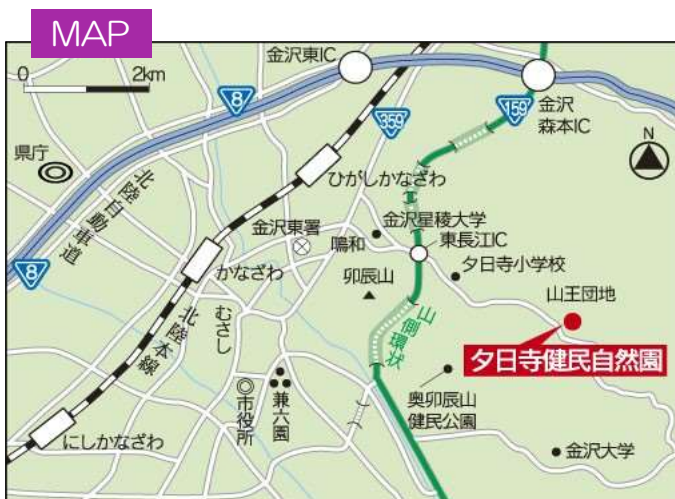 MAP
0 2km
金沢東IC
8
359
159
金沢
森本IC
N
県庁
北陸自動車道
ひがしかなざわ
金沢星稜大学
金沢東署
鳴和
東長江IC
夕日寺小学校
8
かなざわ
卯辰山
山王団地
むさし
北陸本線
山側環状
夕日寺健民自然園
市役所
兼六園
奥卯辰山
健民公園
にしかなざわ
金沢大学